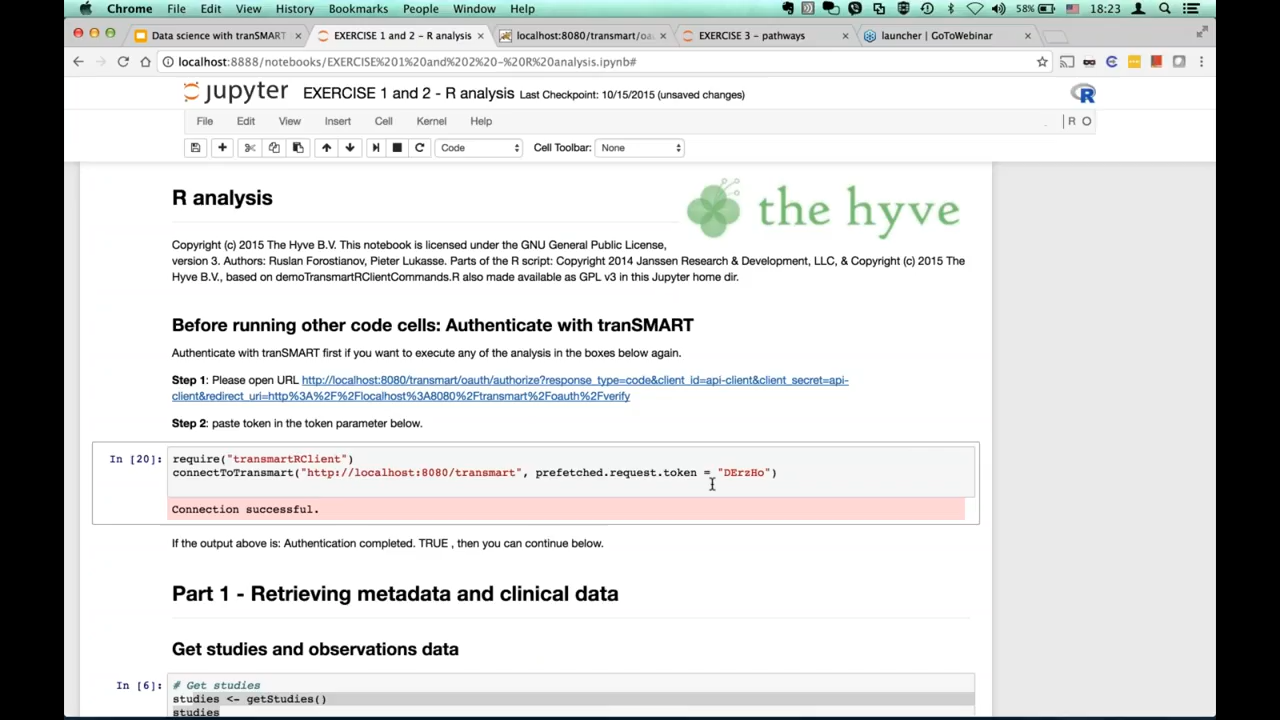 Chrome File Edit View History Bookmarks People Window Help 58% 18:23
Data science with tranSMART × EXERCISE 1 and 2 - R analysis × localhost:8080/transmart/oau × EXERCISE 3 - pathways × launcher | GoToWebinar ×
localhost:8888/notebooks/EXERCISE%201%20and%202%20-%20R%20analysis.ipynb#
jupyter EXERCISE 1 and 2 - R analysis Last Checkpoint: 10/15/2015 (unsaved changes) R
File Edit View Insert Cell Kernel Help R
Code Cell Toolbar: None
R analysis
the hyve
Copyright (c) 2015 The Hyve B.V. This notebook is licensed under the GNU General Public License,
version 3. Authors: Ruslan Forostianov, Pieter Lukasse. Parts of the R script: Copyright 2014 Janssen Research & Development, LLC, & Copyright (c) 2015 The
Hyve B.V., based on demoTransmartRClientCommands.R also made available as GPL v3 in this Jupyter home dir.
Before running other code cells: Authenticate with tranSMART
Authenticate with tranSMART first if you want to execute any of the analysis in the boxes below again.
Step 1: Please open URL http://localhost:8080/transmart/oauth/authorize?response_type=code&client_id=api-client&client_secret=api-
client&redirect_uri=http%3A%2F%2Flocalhost%3A8080%2Ftransmart%2Foauth%2Fverify
Step 2: paste token in the token parameter below.
In [20]: require("transmartRClient")
connectToTransmart("http://localhost:8080/transmart", prefetched.request.token = "DErzHo")
Connection successful.
If the output above is: Authentication completed. TRUE , then you can continue below.
Part 1 - Retrieving metadata and clinical data
Get studies and observations data
In [6]: # Get studies
studies <- getStudies()
studies